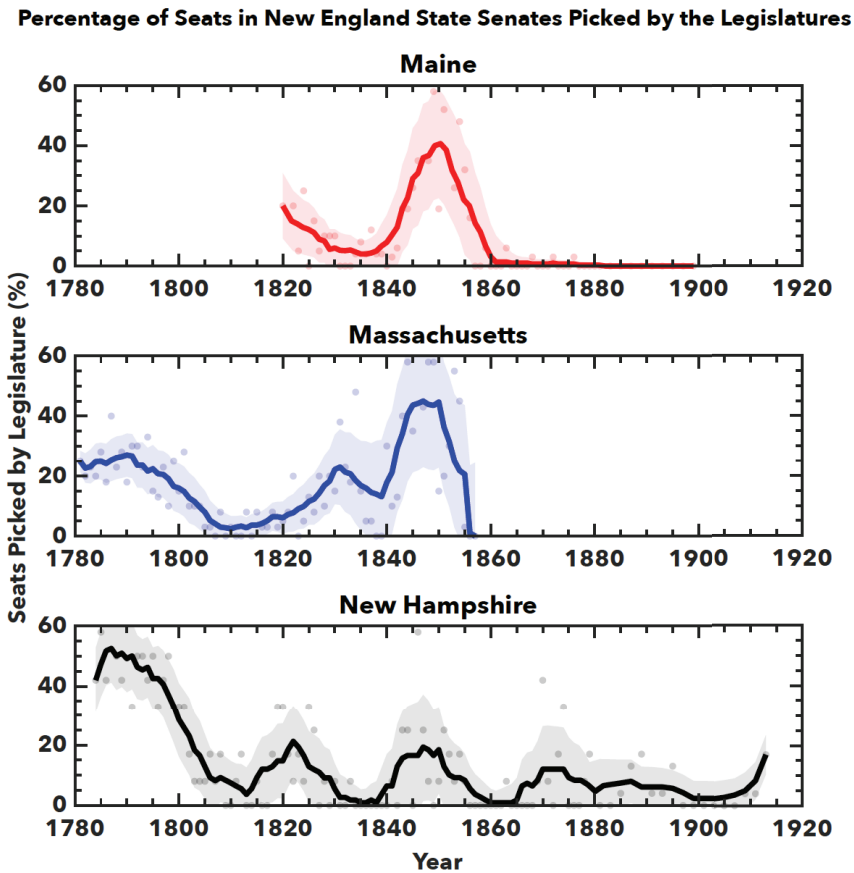 Percentage of Seats in New England State Senates Picked by the Legislatures
Maine
60
40
20
0
1780 1800 1820 1840 1860 1880 1900 1920
Massachusetts
60
40
20
0
1780 1800 1820 1840 1860 1880 1900 1920
New Hampshire
60
40
20
0
1780 1800 1820 1840 1860 1880 1900 1920
Seats Picked by Legislature (%)
Year